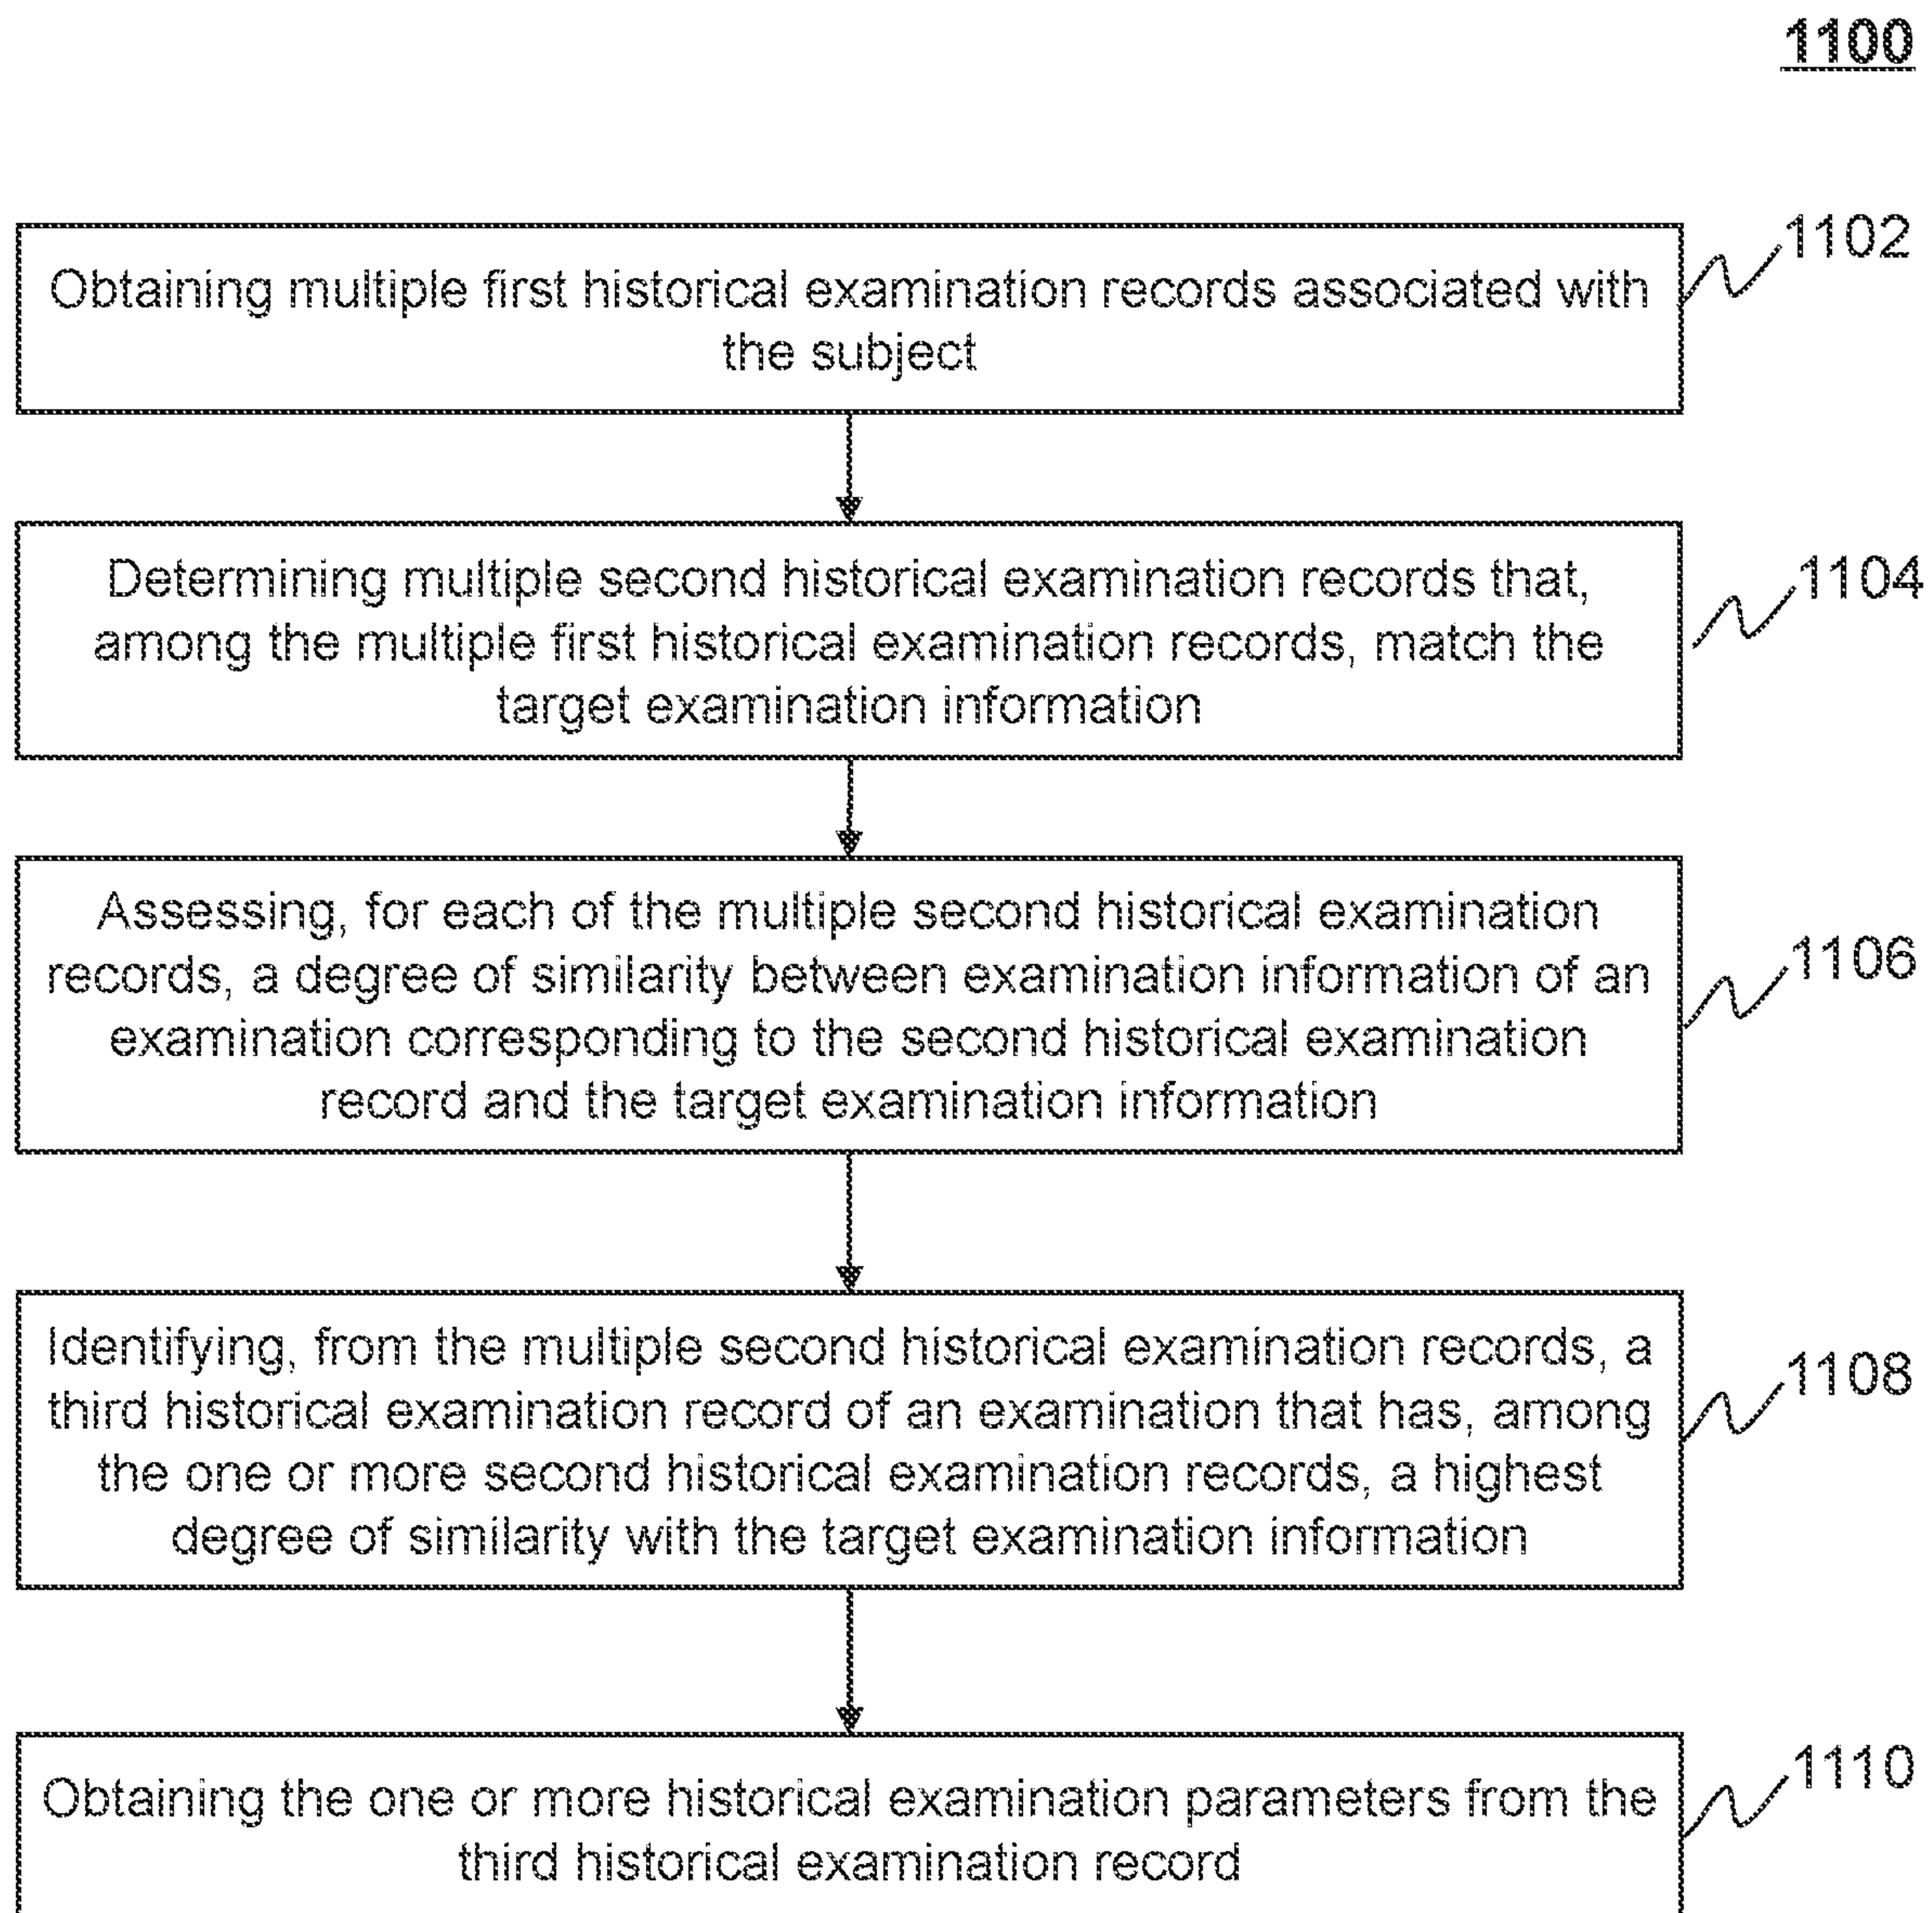 1100
Obtaining multiple first historical examination records associated with
the subject
1102
Determining multiple second historical examination records that,
among the multiple first historical examination records, match the
target examination information
1104
Assessing, for each of the multiple second historical examination
records, a degree of similarity between examination information of an
examination corresponding to the second historical examination
record and the target examination information
1106
Identifying, from the multiple second historical examination records, a
third historical examination record of an examination that has, among
the one or more second historical examination records, a highest
degree of similarity with the target examination information
1108
Obtaining the one or more historical examination parameters from the
third historical examination record
1110